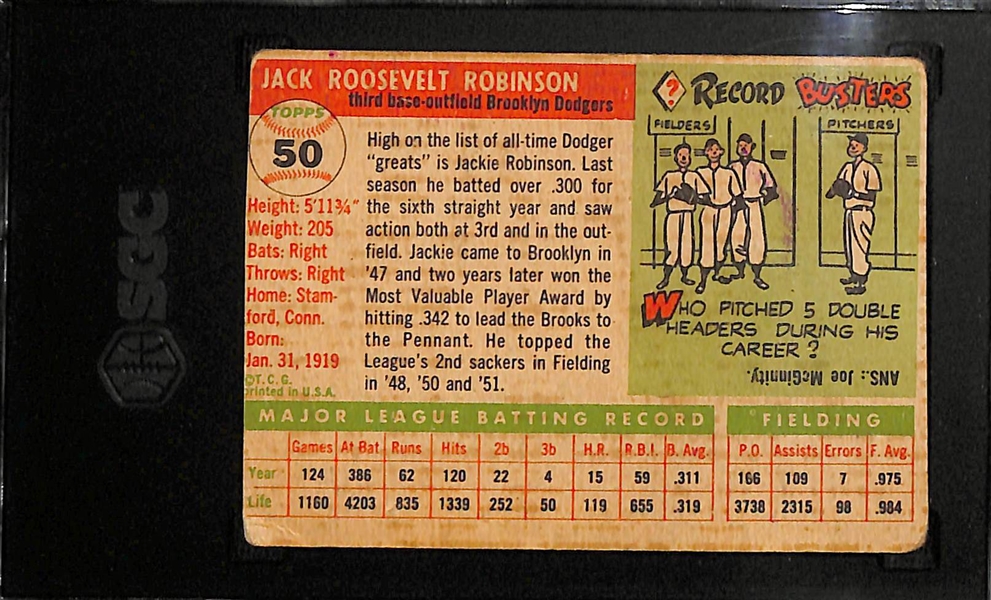 SGC
JACK ROOSEVELT ROBINSON
third base-outfield Brooklyn Dodgers
TOPPS
50
Height: 5'11¾"
Weight: 205
Bats: Right
Throws: Right
Home: Stam-
ford, Conn.
Born:
Jan. 31, 1919
©T. C. G.
printed in U.S.A.
High on the list of all-time Dodger
"greats" is Jackie Robinson. Last
season he batted over .300 for
the sixth straight year and saw
action both at 3rd and in the out-
field. Jackie came to Brooklyn in
'47 and two years later won the
Most Valuable Player Award by
hitting .342 to lead the Brooks to
the Pennant. He topped the
League's 2nd sackers in Fielding
in '48, '50 and '51.
? RECORD BUSTERS
FIELDERS
PITCHERS
WHO PITCHED 5 DOUBLE
HEADERS DURING HIS
CAREER?
ANS.: Joe McGinnity.
MAJOR LEAGUE BATTING RECORD FIELDING
Games At Bat Runs Hits 2b 3b H.R. R.B.I. B. Avg. P.O. Assists Errors F. Avg.
Year 124 386 62 120 22 4 15 59 .311 166 109 7 .975
Life 1160 4203 835 1339 252 50 119 655 .319 3738 2315 98 .984